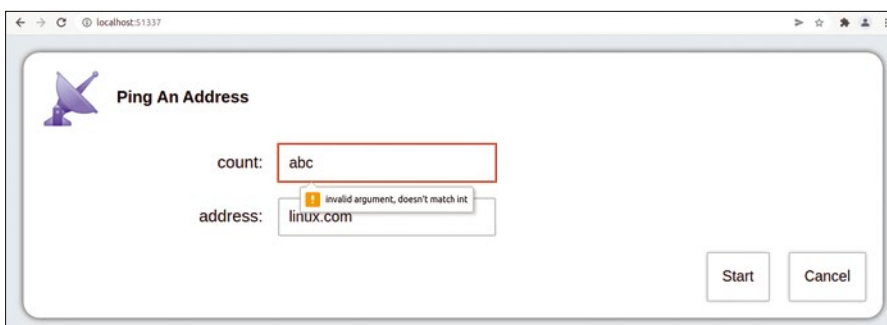 localhost:51337
Ping An Address
count: abc
invalid argument, doesn't match int
address: linux.com
Start Cancel